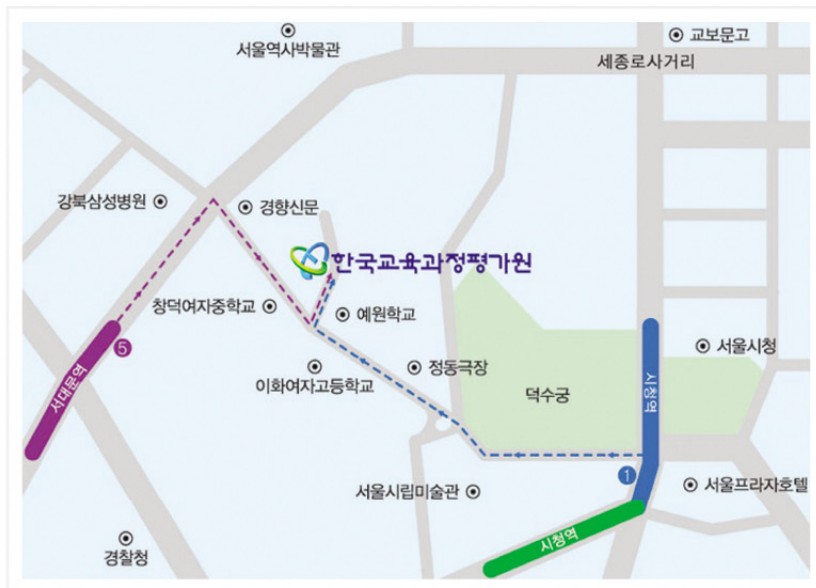 교보문고
서울역사박물관
세종로사거리
강북삼성병원
경향신문
한국교육과정평가원
창덕여자중학교
예원학교
5
서울시청
서대문역
이화여자고등학교
정동극장
시청역
덕수궁
1
서울시립미술관
서울프라자호텔
시청역
경찰청